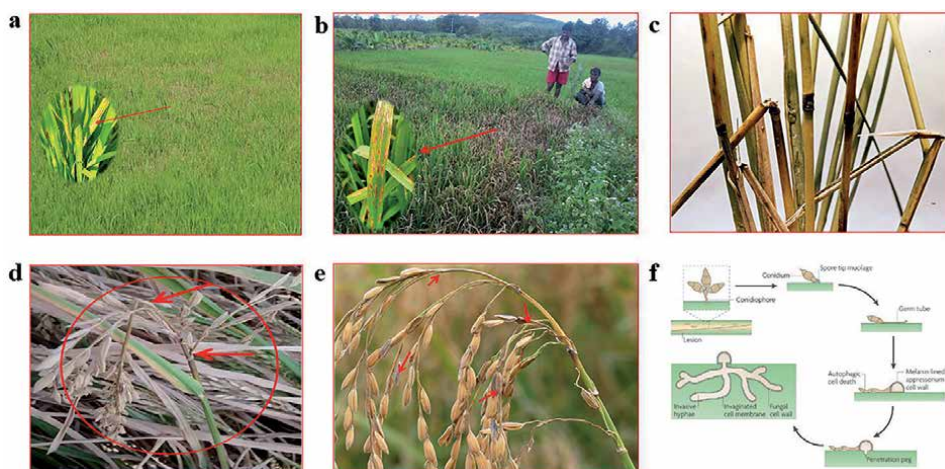 a
b
c
d
e
f
Conidium
Spore tip mucilage
Conidiophore
Germ tube
Lesion
Autophagic
cell death
Melanin-lined
appressorium
cell wall
Invasive
hyphae
Invaginated
cell membrane
Fungal
cell wall
Penetration peg